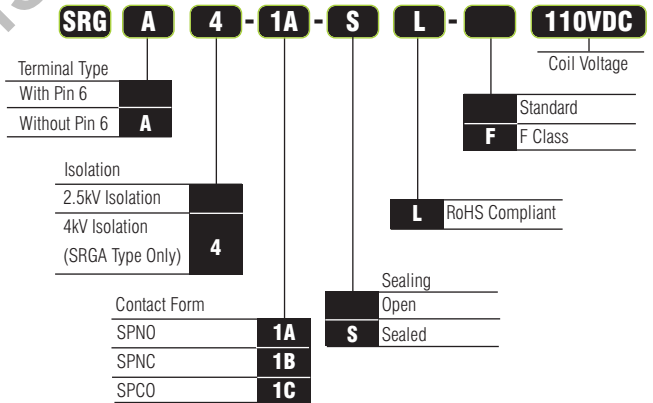 SRG A 4 - 1A - S L - 110VDC
Coil Voltage
Terminal Type
With Pin 6
Without Pin 6 A
Standard
F F Class
Isolation
2.5kV Isolation
4kV Isolation
(SRGA Type Only) 4
L RoHS Compliant
Sealing
Open
S Sealed
Contact Form
SPNO 1A
SPNC 1B
SPCO 1C